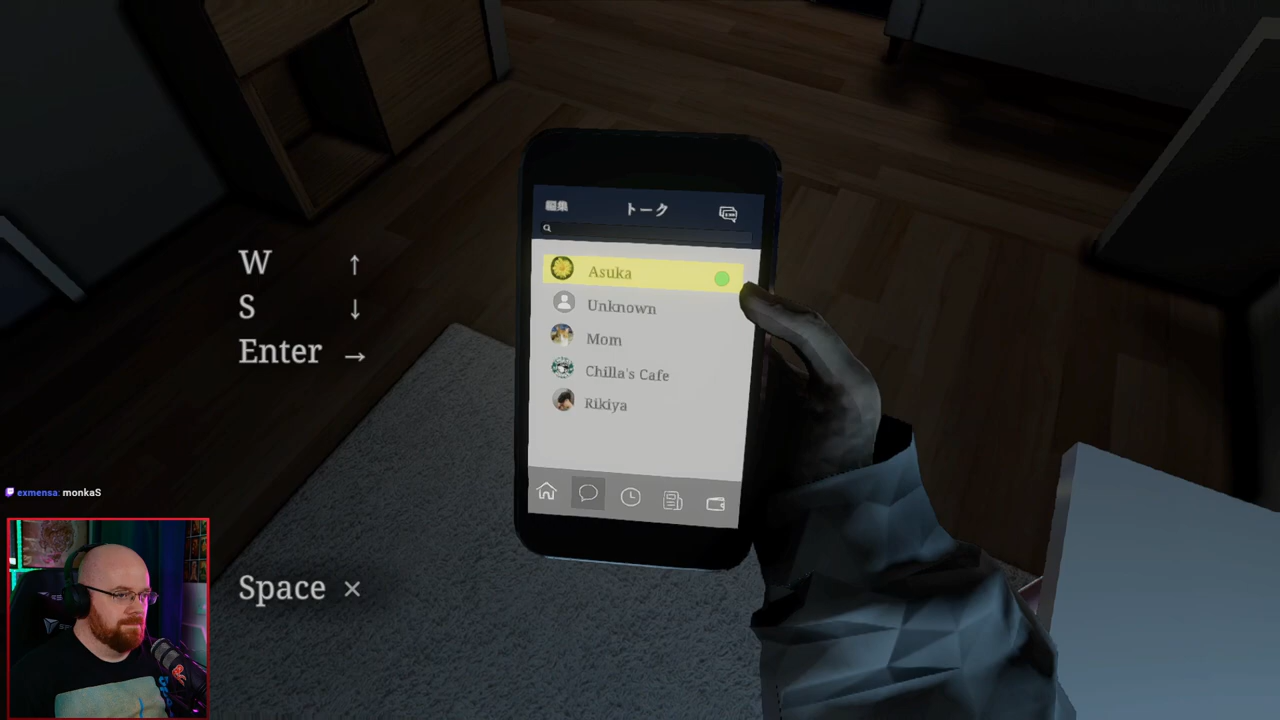 編集 トーク
Asuka
Unknown
Mom
Chilla's Cafe
Rikiya
W ↑
S ↓
Enter →
Space ×
exmensa: monkaS